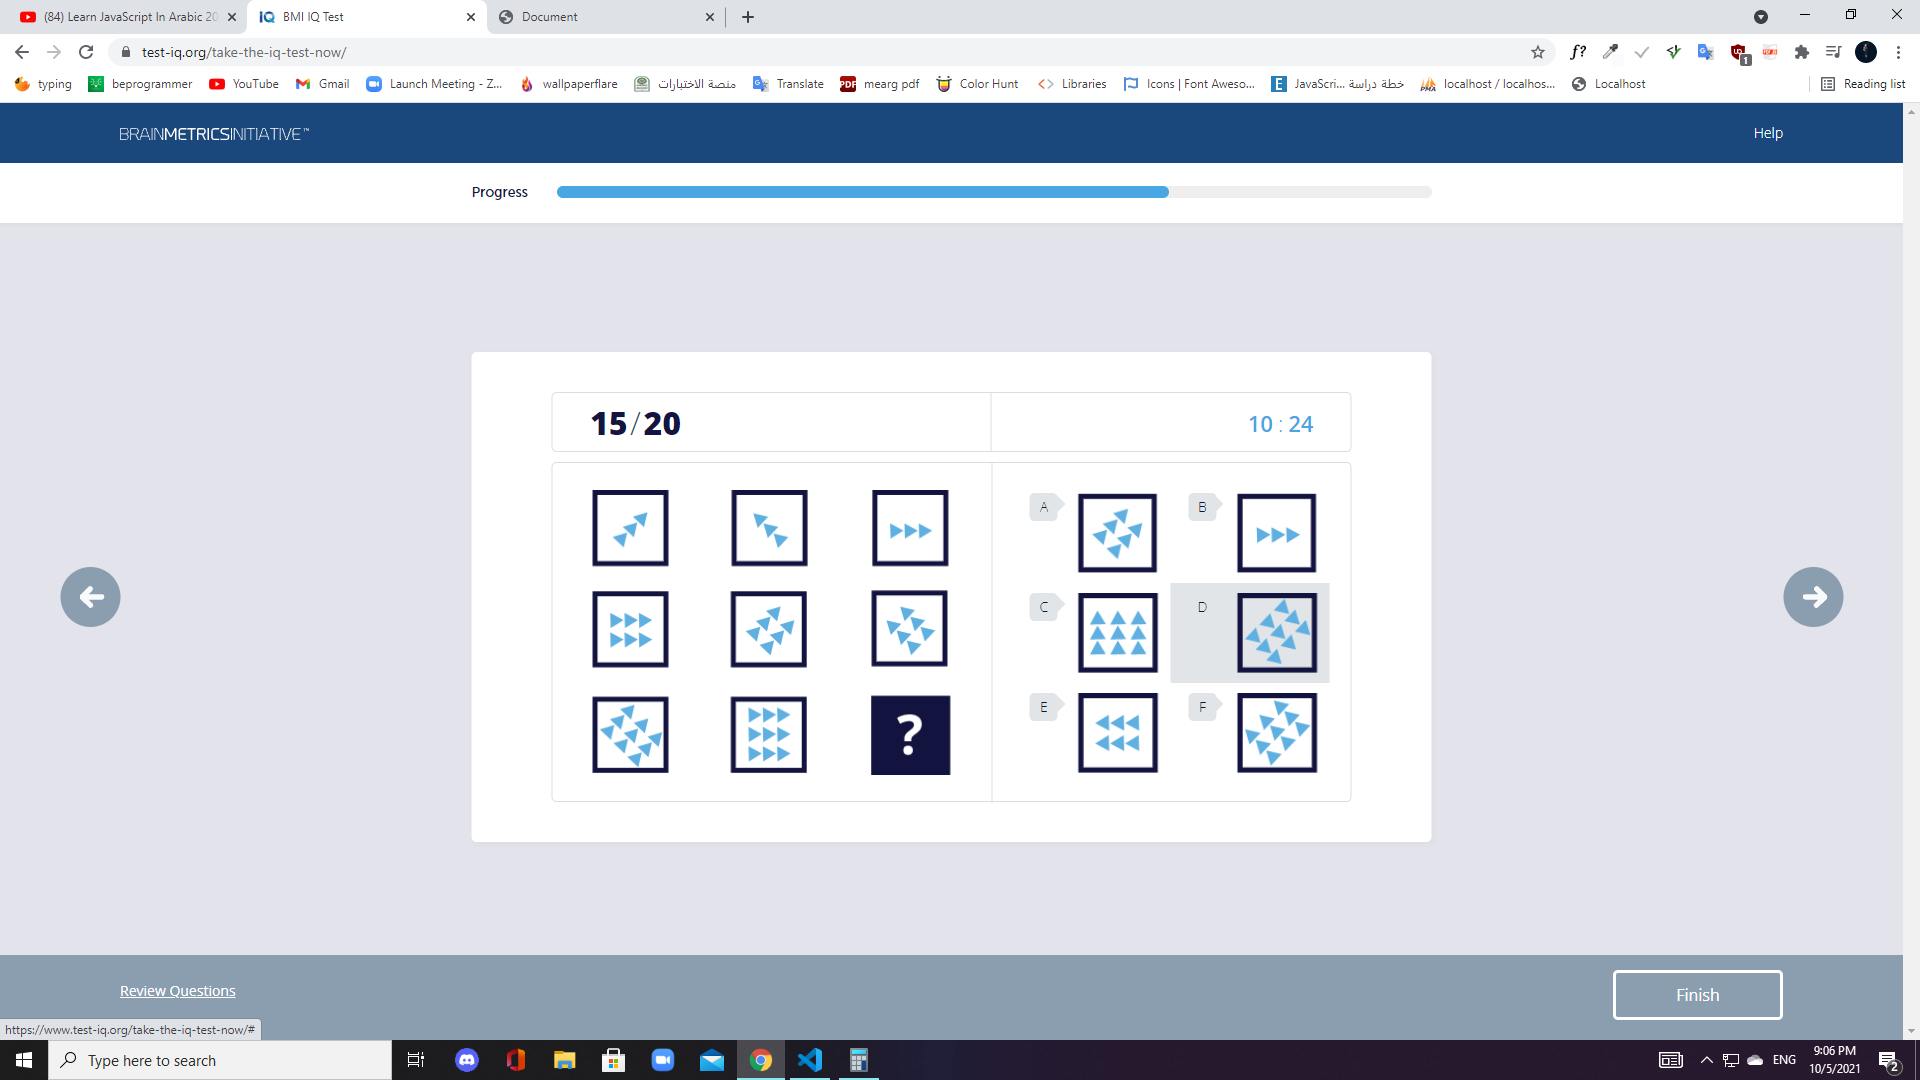 (84) Learn JavaScript In Arabic 20
BMI IQ Test
Document
test-iq.org/take-the-iq-test-now/
f?
1
typing
beprogrammer
YouTube
Gmail
Launch Meeting - Z...
wallpaperflare
منصة الاختبارات
Translate
mearg pdf
Color Hunt
Libraries
Icons | Font Aweso...
JavaScri... خطة دراسة
localhost / localhos...
Localhost
Reading list
BRAINMETRICSINITIATIVE™
Help
Progress
15/20
10 : 24
A
B
C
D
E
F
?
Review Questions
Finish
https://www.test-iq.org/take-the-iq-test-now/#
Type here to search
ENG
9:06 PM
10/5/2021
2